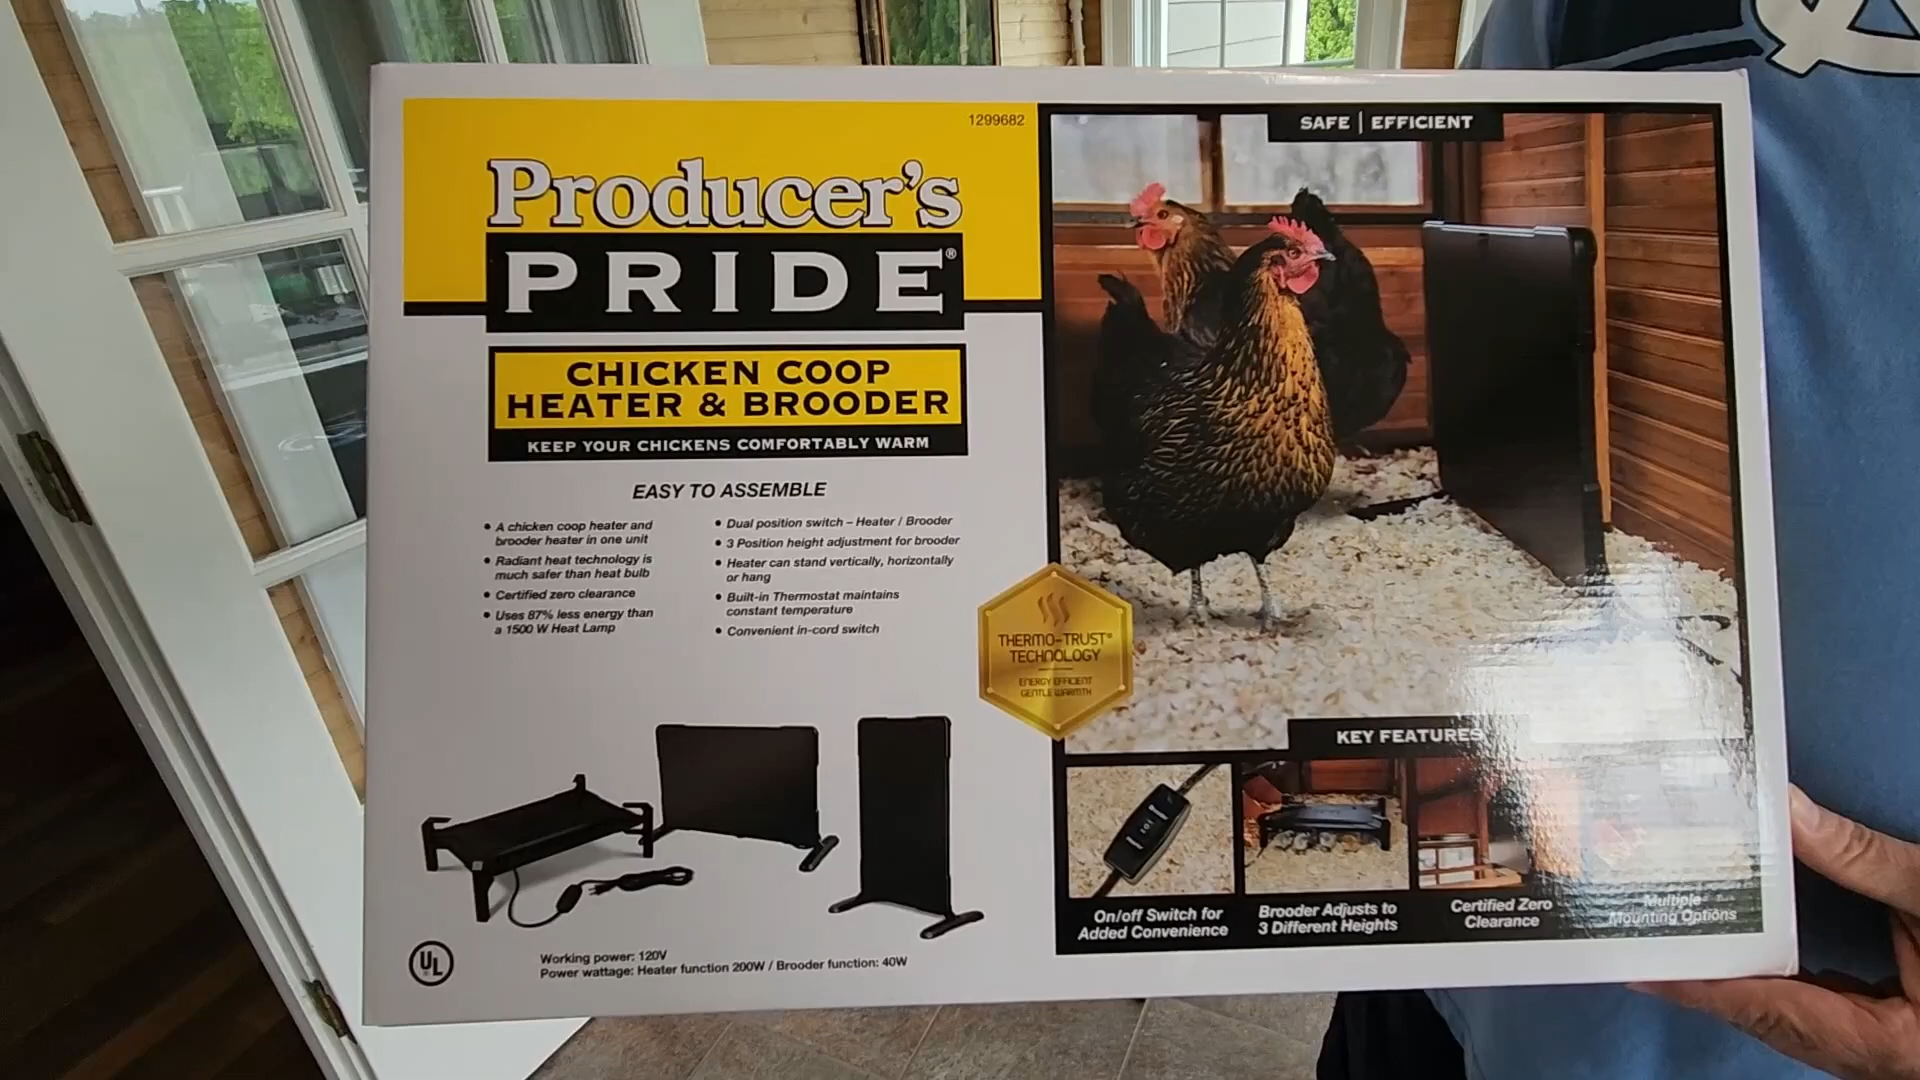 1299682
Producer's
PRIDE®
CHICKEN COOP
HEATER & BROODER
KEEP YOUR CHICKENS COMFORTABLY WARM
EASY TO ASSEMBLE
• A chicken coop heater and
brooder heater in one unit
• Radiant heat technology is
much safer than heat bulb
• Certified zero clearance
• Uses 87% less energy than
a 1500 W Heat Lamp
• Dual position switch – Heater / Brooder
• 3 Position height adjustment for brooder
• Heater can stand vertically, horizontally
or hang
• Built-in Thermostat maintains
constant temperature
• Convenient in-cord switch
THERMO-TRUST®
TECHNOLOGY
ENERGY EFFICIENT
GENTLE WARMTH
UL
Working power: 120V
Power wattage: Heater function 200W / Brooder function: 40W
SAFE | EFFICIENT
KEY FEATURES
On/off Switch for
Added Convenience
Brooder Adjusts to
3 Different Heights
Certified Zero
Clearance
Multiple
Mounting Options